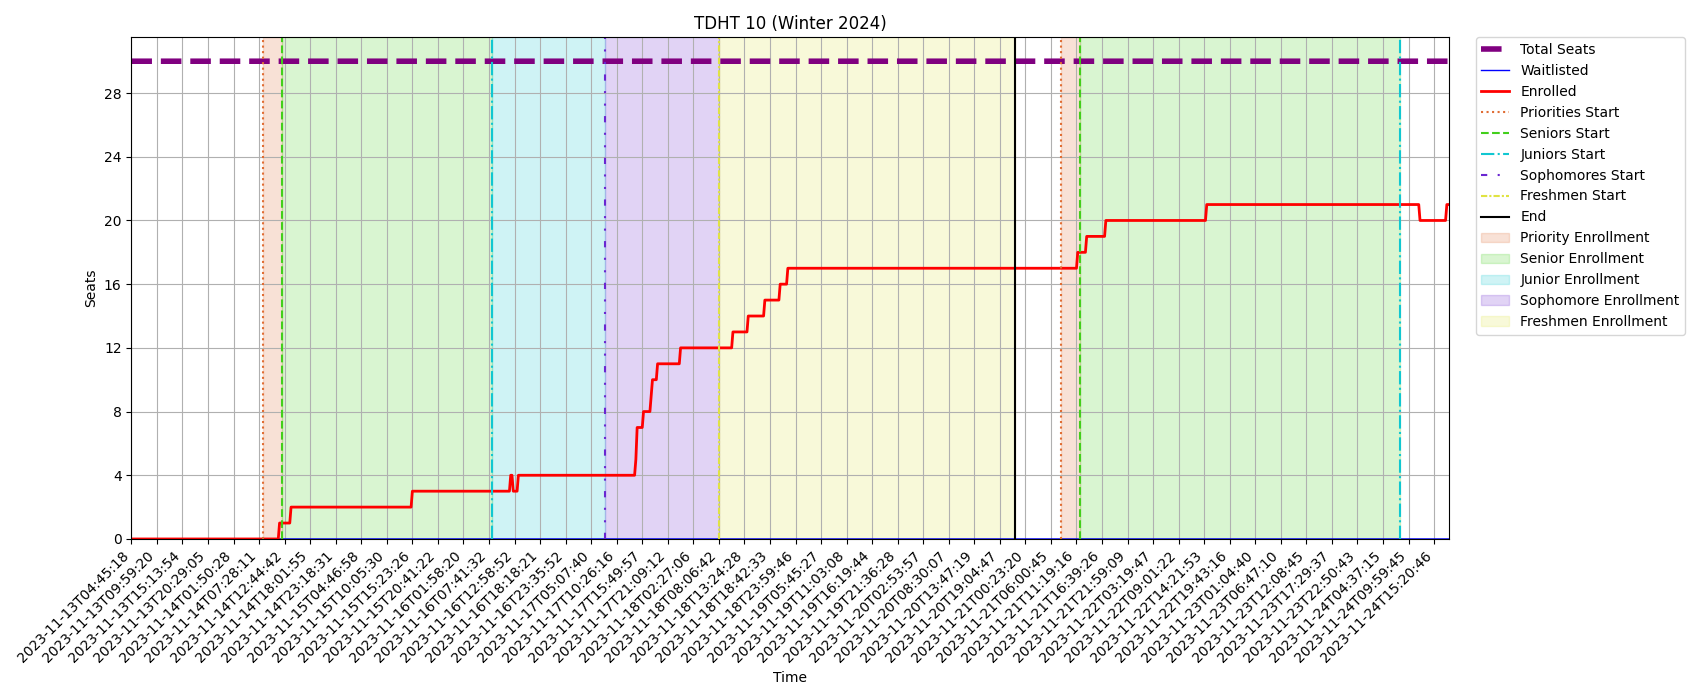 TDHT 10 (Winter 2024)
Total Seats
Waitlisted
Enrolled
Priorities Start
Seniors Start
Juniors Start
Sophomores Start
Freshmen Start
End
Priority Enrollment
Senior Enrollment
Junior Enrollment
Sophomore Enrollment
Freshmen Enrollment
Seats
28
24
20
16
12
8
4
0
2023-11-13T04:45:18
2023-11-13T09:59:20
2023-11-13T15:13:54
2023-11-13T20:29:05
2023-11-14T01:50:28
2023-11-14T07:28:11
2023-11-14T12:44:42
2023-11-14T18:01:55
2023-11-14T23:18:31
2023-11-15T04:46:58
2023-11-15T10:05:30
2023-11-15T15:23:26
2023-11-15T20:41:22
2023-11-16T01:58:20
2023-11-16T07:41:32
2023-11-16T12:58:52
2023-11-16T18:18:21
2023-11-16T23:35:52
2023-11-17T05:07:40
2023-11-17T10:26:16
2023-11-17T15:49:57
2023-11-17T21:09:12
2023-11-18T02:27:06
2023-11-18T08:06:42
2023-11-18T13:24:28
2023-11-18T18:42:33
2023-11-18T23:59:46
2023-11-19T05:45:27
2023-11-19T11:03:08
2023-11-19T16:19:44
2023-11-19T21:36:28
2023-11-20T02:53:57
2023-11-20T08:30:07
2023-11-20T13:47:19
2023-11-20T19:04:47
2023-11-21T00:23:20
2023-11-21T06:00:45
2023-11-21T11:19:16
2023-11-21T16:39:26
2023-11-21T21:59:09
2023-11-22T03:19:47
2023-11-22T09:01:22
2023-11-22T14:21:53
2023-11-22T19:43:16
2023-11-23T01:04:40
2023-11-23T06:47:10
2023-11-23T12:08:45
2023-11-23T17:29:37
2023-11-23T22:50:43
2023-11-24T04:37:15
2023-11-24T09:59:45
2023-11-24T15:20:46
Time